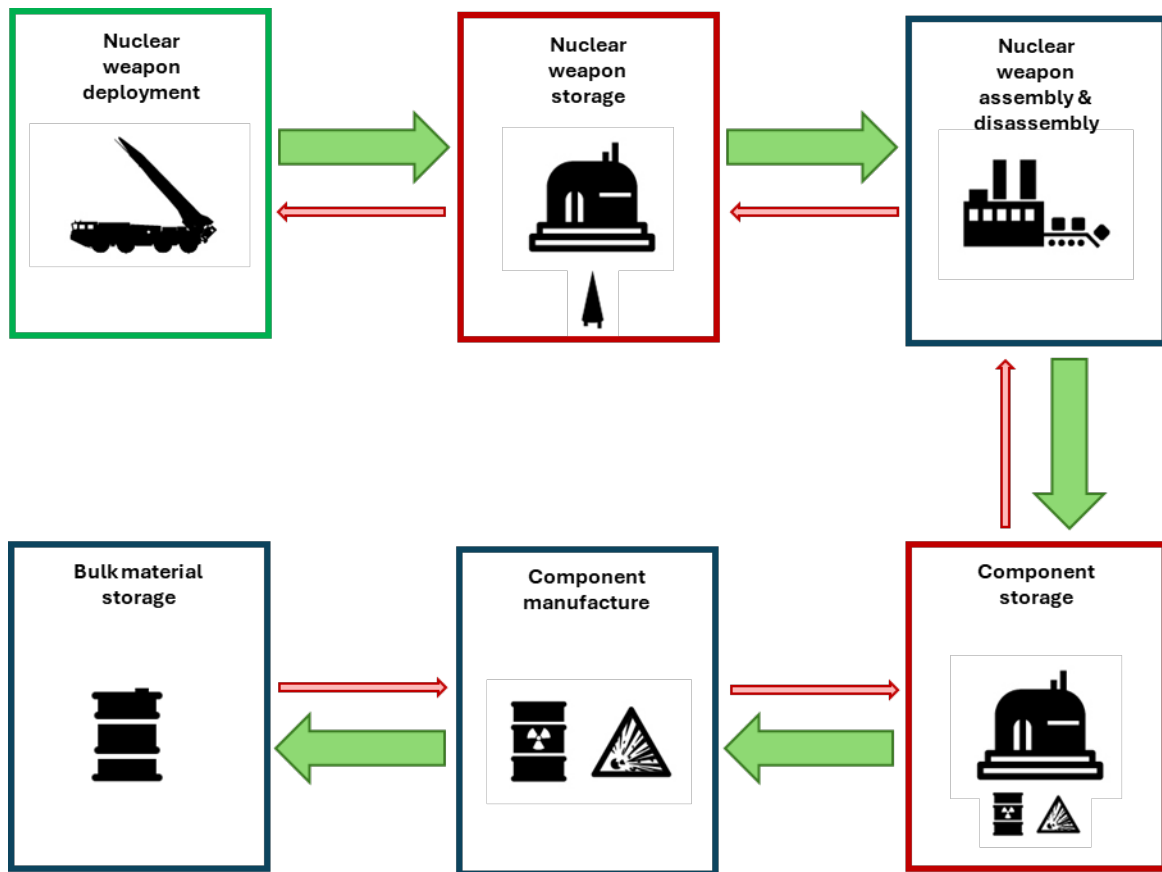 Nuclear
weapon
deployment
Nuclear
weapon
storage
Nuclear
weapon
assembly &
disassembly
Bulk material
storage
Component
manufacture
Component
storage